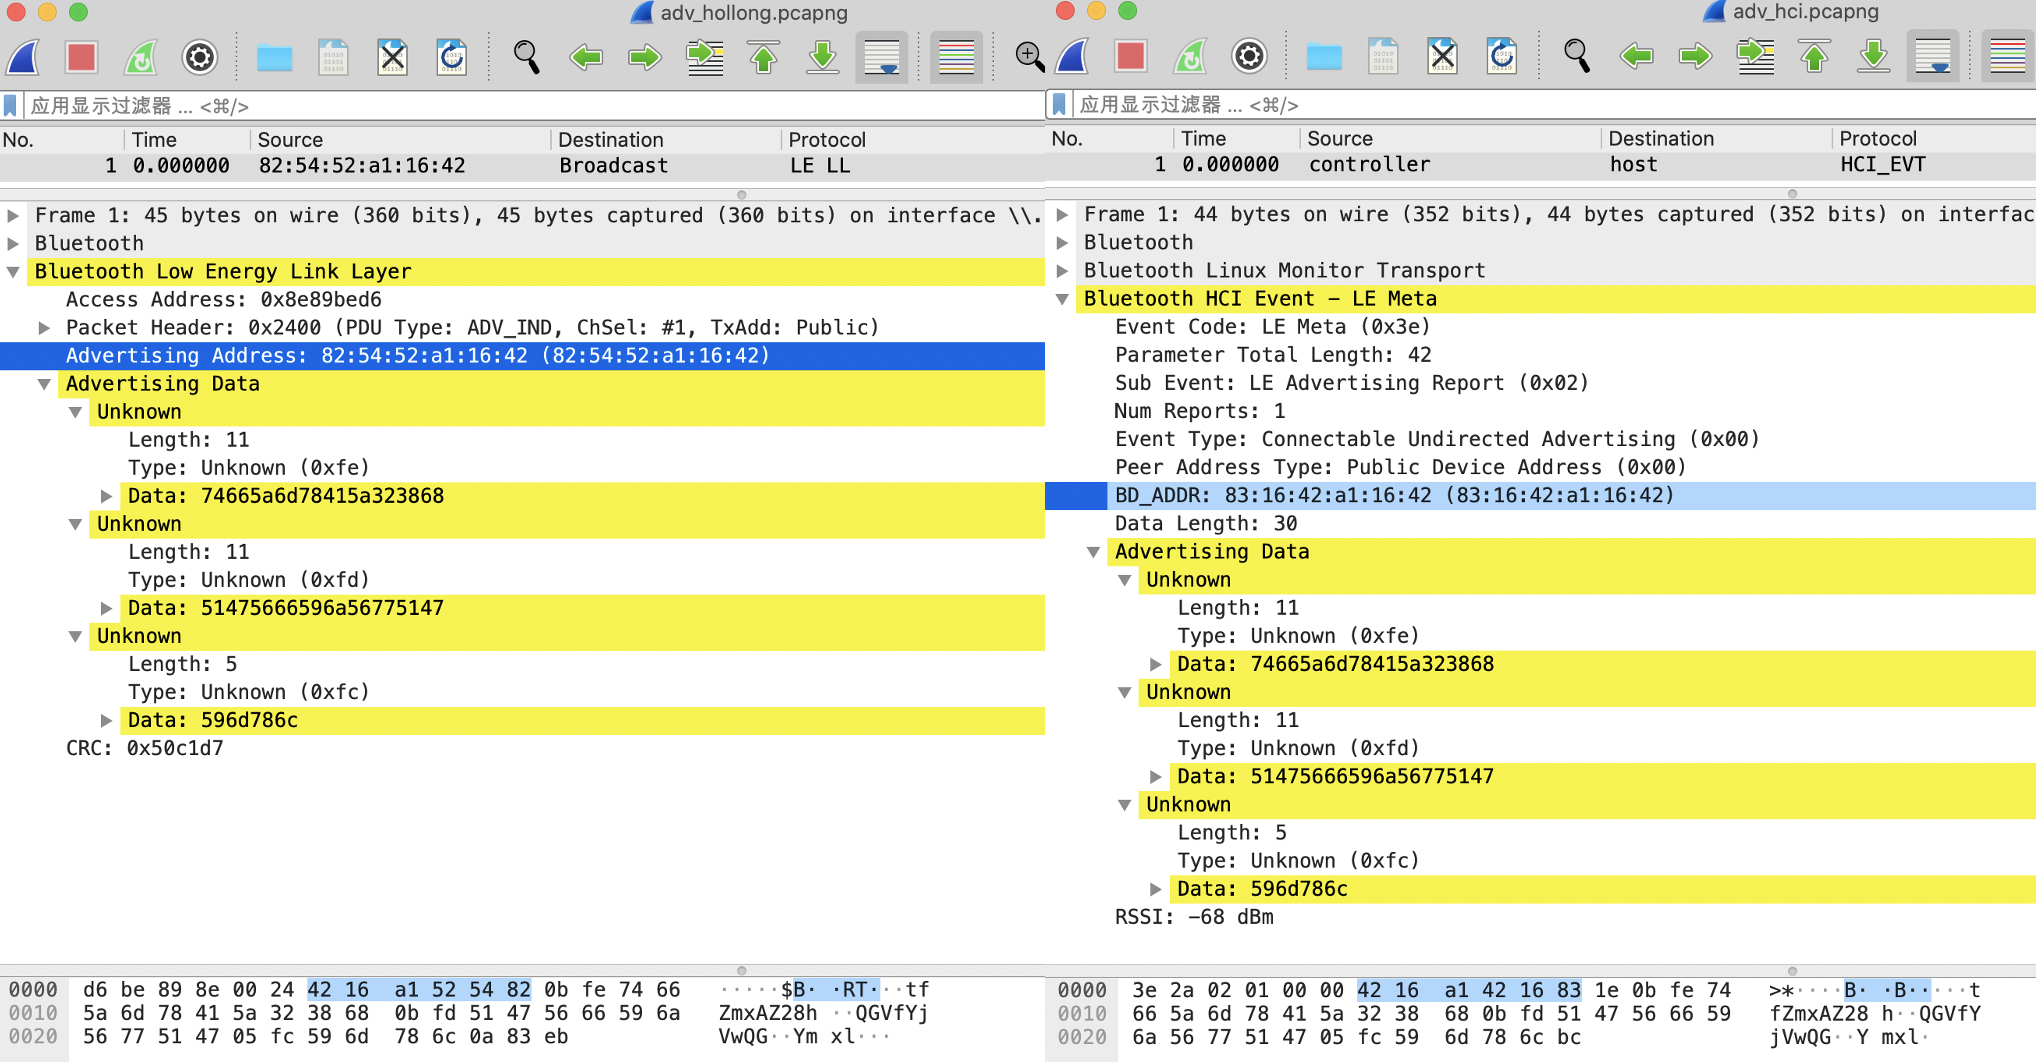 adv_hollong.pcapng
应用显示过滤器 ... <⌘/>
No. Time Source Destination Protocol
1 0.000000 82:54:52:a1:16:42 Broadcast LE LL
Frame 1: 45 bytes on wire (360 bits), 45 bytes captured (360 bits) on interface \\.
Bluetooth
Bluetooth Low Energy Link Layer
Access Address: 0x8e89bed6
Packet Header: 0x2400 (PDU Type: ADV_IND, ChSel: #1, TxAdd: Public)
Advertising Address: 82:54:52:a1:16:42 (82:54:52:a1:16:42)
Advertising Data
Unknown
Length: 11
Type: Unknown (0xfe)
Data: 74665a6d78415a323868
Unknown
Length: 11
Type: Unknown (0xfd)
Data: 51475666596a56775147
Unknown
Length: 5
Type: Unknown (0xfc)
Data: 596d786c
CRC: 0x50c1d7
0000 d6 be 89 8e 00 24 42 16 a1 52 54 82 0b fe 74 66 ·····$B· ·RT···tf
0010 5a 6d 78 41 5a 32 38 68 0b fd 51 47 56 66 59 6a ZmxAZ28h ··QGVfYj
0020 56 77 51 47 05 fc 59 6d 78 6c 0a 83 eb VwQG··Ym xl···
adv_hci.pcapng
应用显示过滤器 ... <⌘/>
No. Time Source Destination Protocol
1 0.000000 controller host HCI_EVT
Frame 1: 44 bytes on wire (352 bits), 44 bytes captured (352 bits) on interfac
Bluetooth
Bluetooth Linux Monitor Transport
Bluetooth HCI Event – LE Meta
Event Code: LE Meta (0x3e)
Parameter Total Length: 42
Sub Event: LE Advertising Report (0x02)
Num Reports: 1
Event Type: Connectable Undirected Advertising (0x00)
Peer Address Type: Public Device Address (0x00)
BD_ADDR: 83:16:42:a1:16:42 (83:16:42:a1:16:42)
Data Length: 30
Advertising Data
Unknown
Length: 11
Type: Unknown (0xfe)
Data: 74665a6d78415a323868
Unknown
Length: 11
Type: Unknown (0xfd)
Data: 51475666596a56775147
Unknown
Length: 5
Type: Unknown (0xfc)
Data: 596d786c
RSSI: –68 dBm
0000 3e 2a 02 01 00 00 42 16 a1 42 16 83 1e 0b fe 74 >*····B· ·B·····t
0010 66 5a 6d 78 41 5a 32 38 68 0b fd 51 47 56 66 59 fZmxAZ28 h··QGVfY
0020 6a 56 77 51 47 05 fc 59 6d 78 6c bc jVwQG··Y mxl·